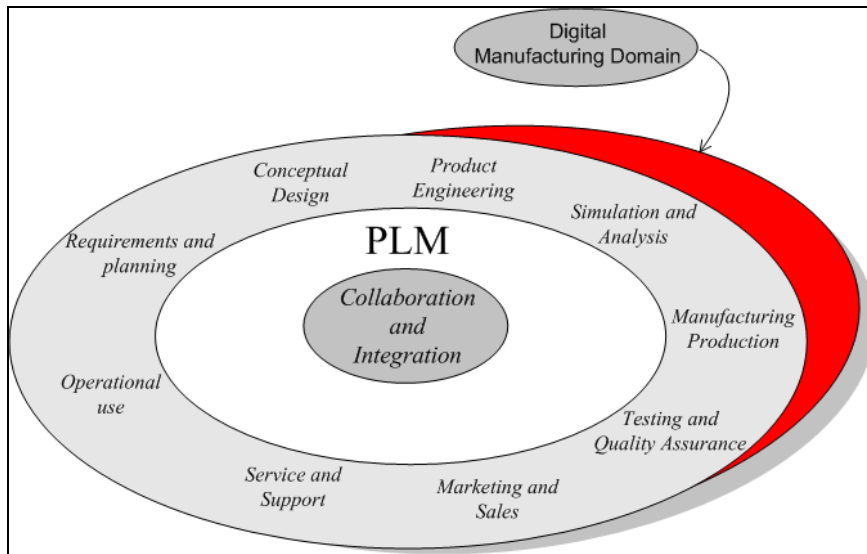 Digital
Manufacturing Domain
Conceptual
Design
Product
Engineering
Simulation and
Analysis
Requirements and
planning
PLM
Collaboration
and
Integration
Manufacturing
Production
Operational
use
Testing and
Quality Assurance
Service and
Support
Marketing and
Sales